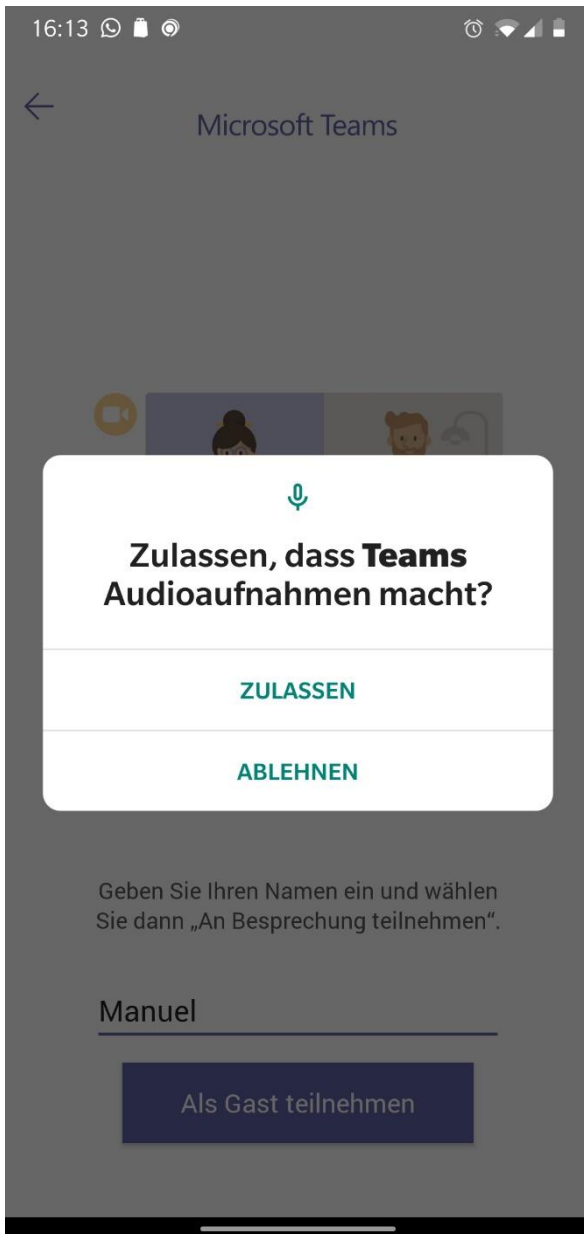 16:13
Microsoft Teams
Zulassen, dass Teams
Audioaufnahmen macht?
ZULASSEN
ABLEHNEN
Geben Sie Ihren Namen ein und wählen
Sie dann „An Besprechung teilnehmen“.
Manuel
Als Gast teilnehmen